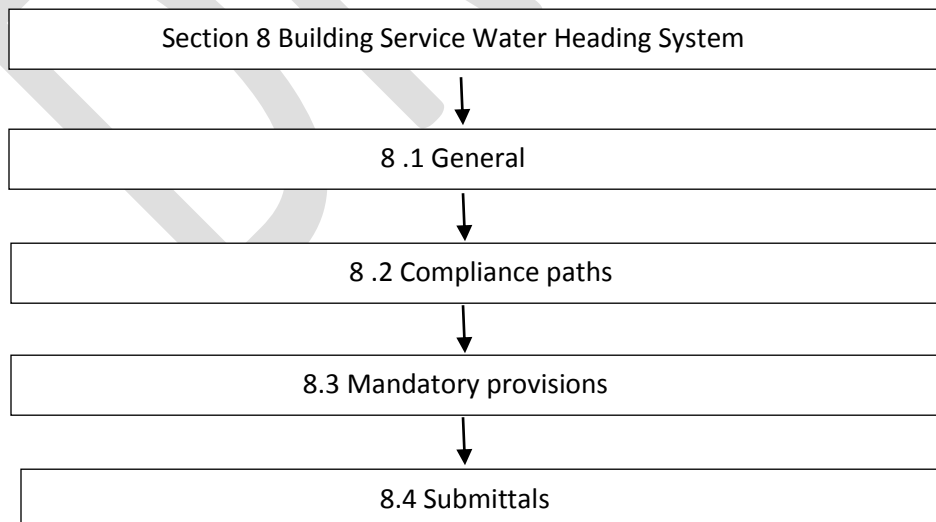 Section 8 Building Service Water Heading System
8 .1 General
8 .2 Compliance paths
8.3 Mandatory provisions
8.4 Submittals